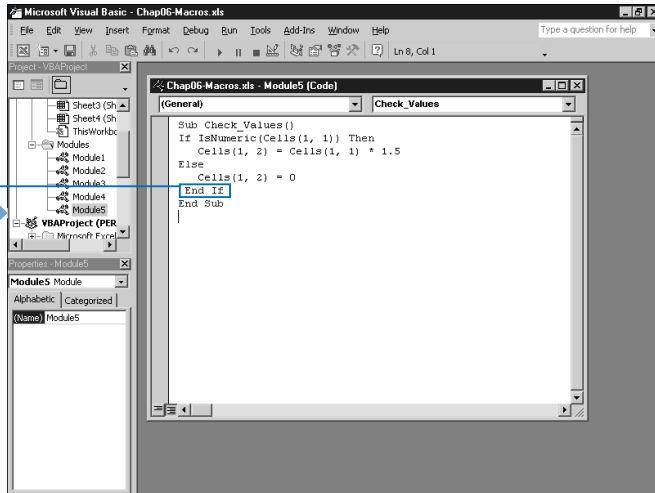 Microsoft Visual Basic - Chap06-Macros.xls
File Edit View Insert Format Debug Run Tools Add-Ins Window Help
Type a question for help
Ln 8, Col 1
Project - VBAProject
Sheet3 (Sh
Sheet4 (Sh
ThisWorkbo
Modules
Module1
Module2
Module3
Module4
Module5
VBAProject (PER
Microsoft Excel
Properties - Module5
Module5 Module
Alphabetic Categorized
(Name) Module5
Chap06-Macros.xls - Module5 (Code)
(General) Check_Values
Sub Check_Values()
If IsNumeric(Cells(1, 1)) Then
Cells(1, 2) = Cells(1, 1) * 1.5
Else
Cells(1, 2) = 0
End If
End Sub